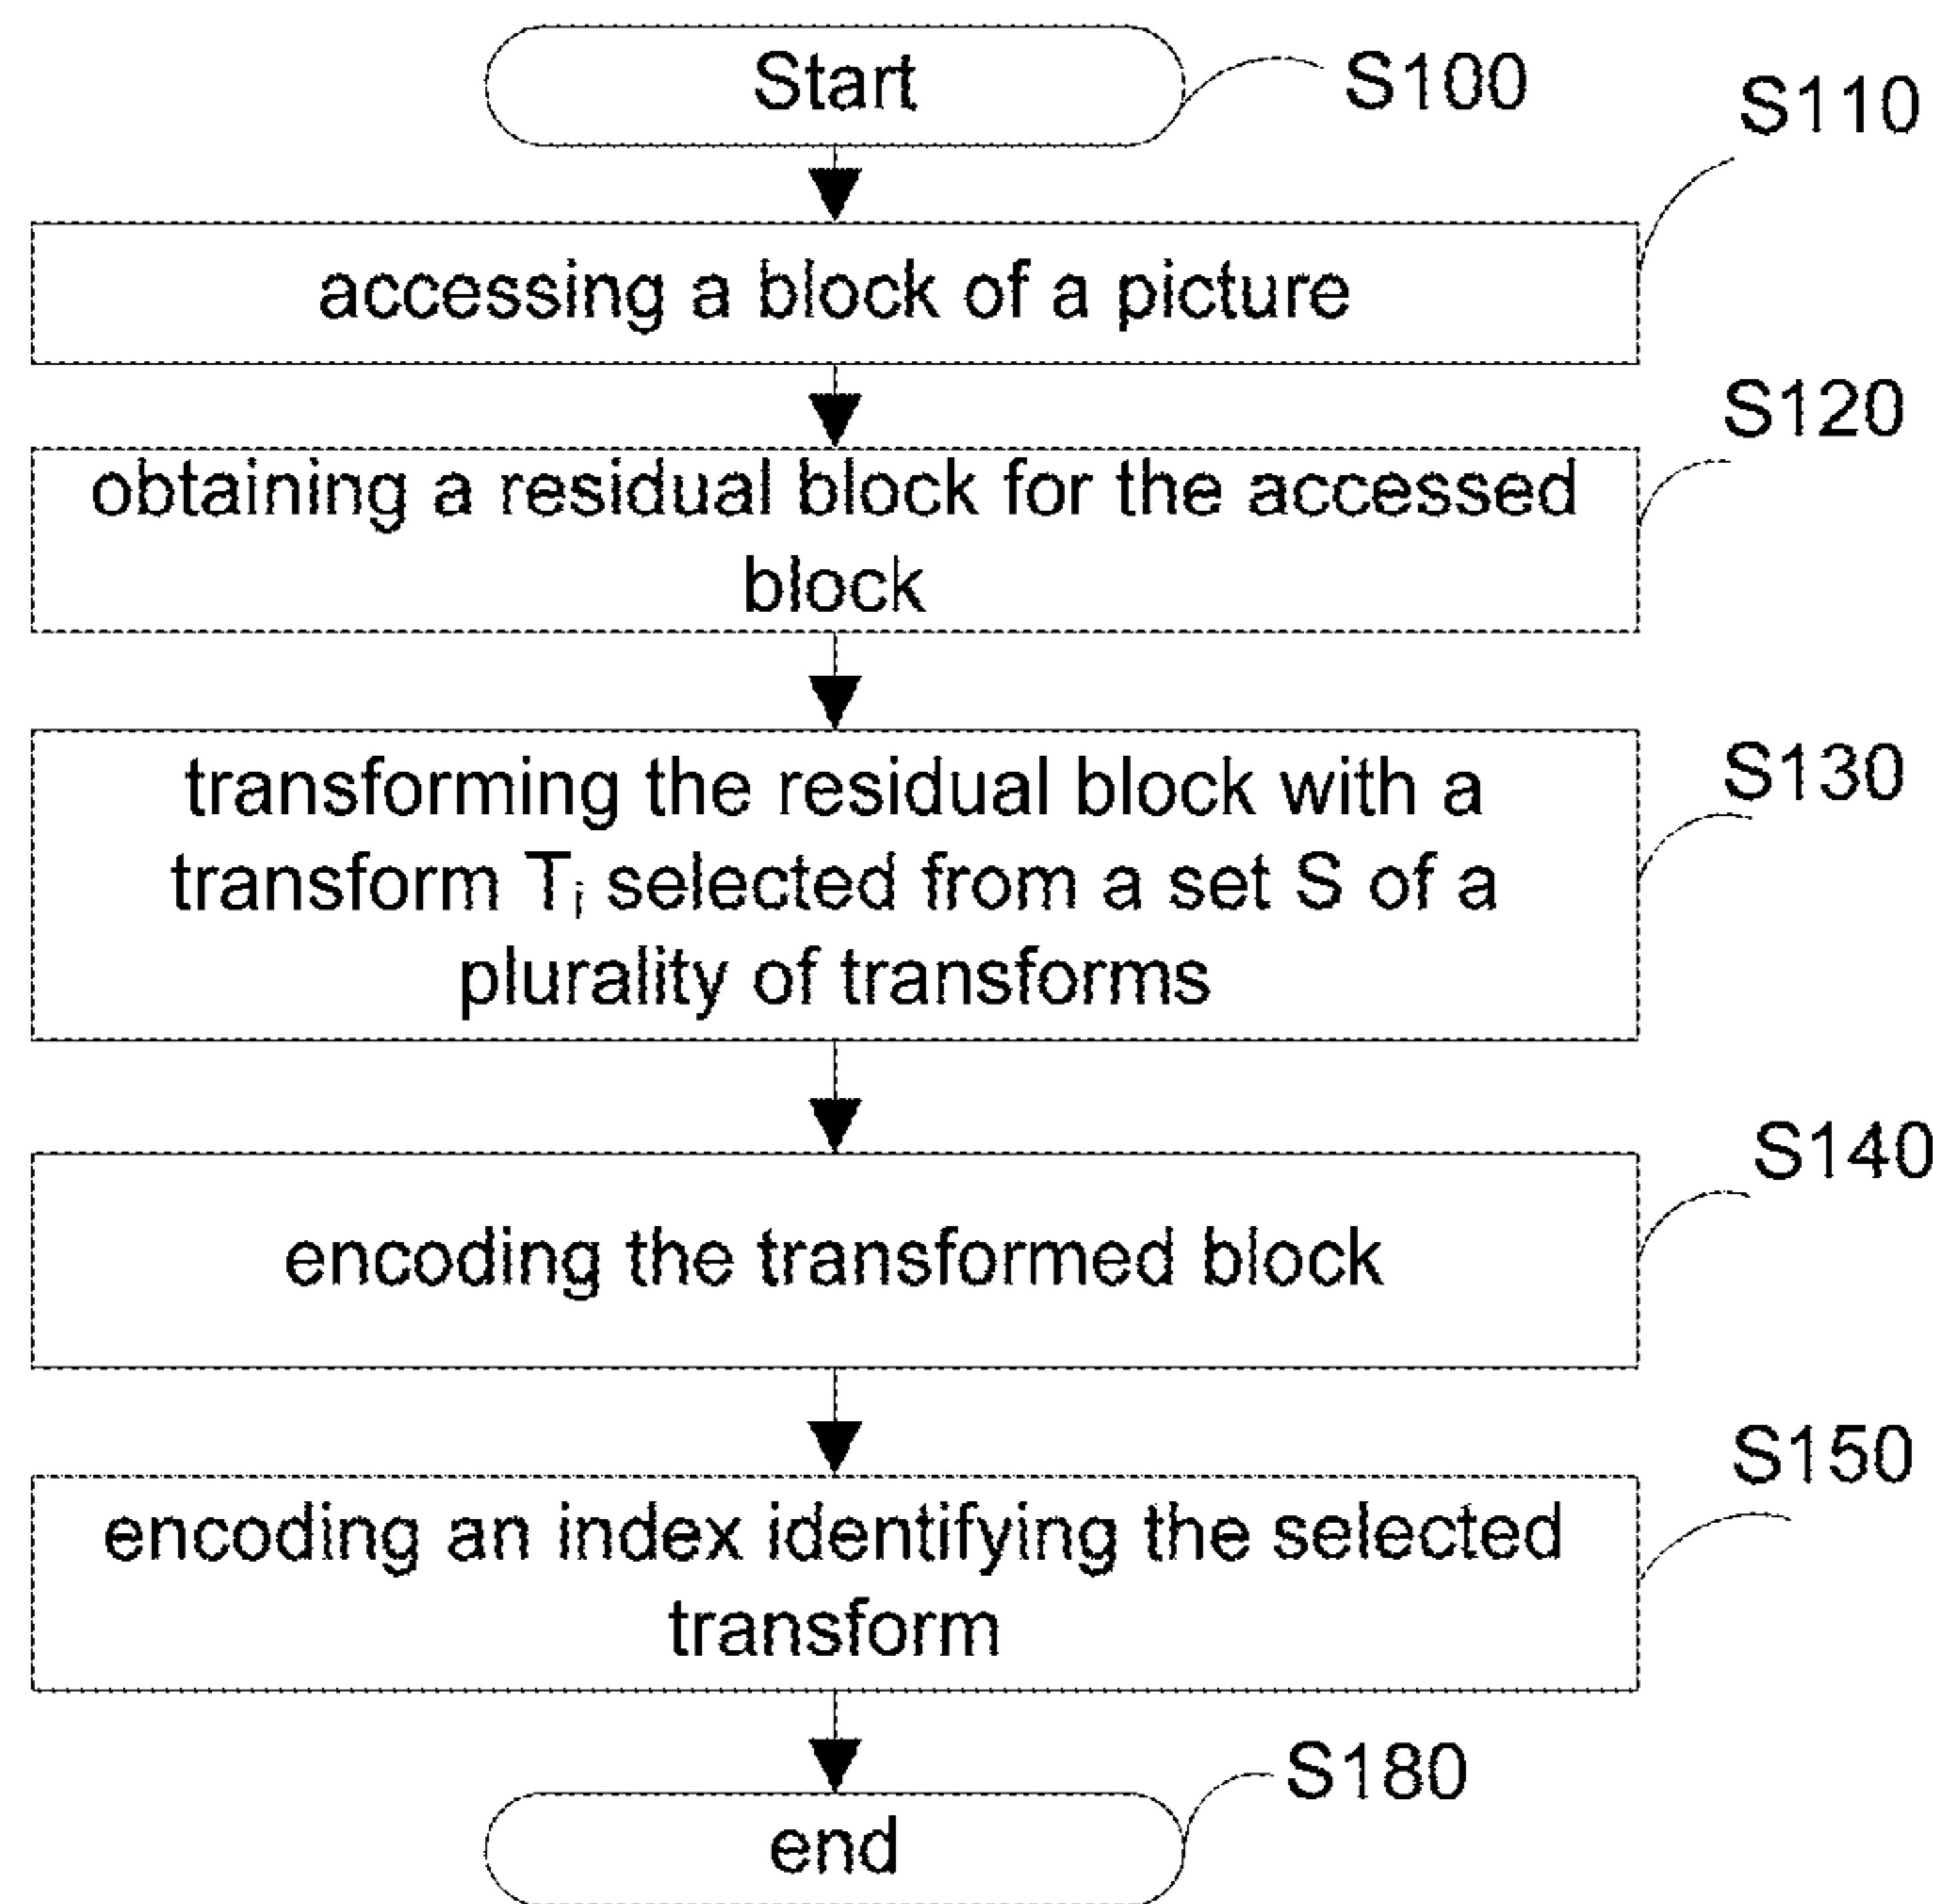 Start
S100
S110
accessing a block of a picture
S120
obtaining a residual block for the accessed
block
S130
transforming the residual block with a
transform Ti selected from a set S of a
plurality of transforms
S140
encoding the transformed block
S150
encoding an index identifying the selected
transform
S180
end